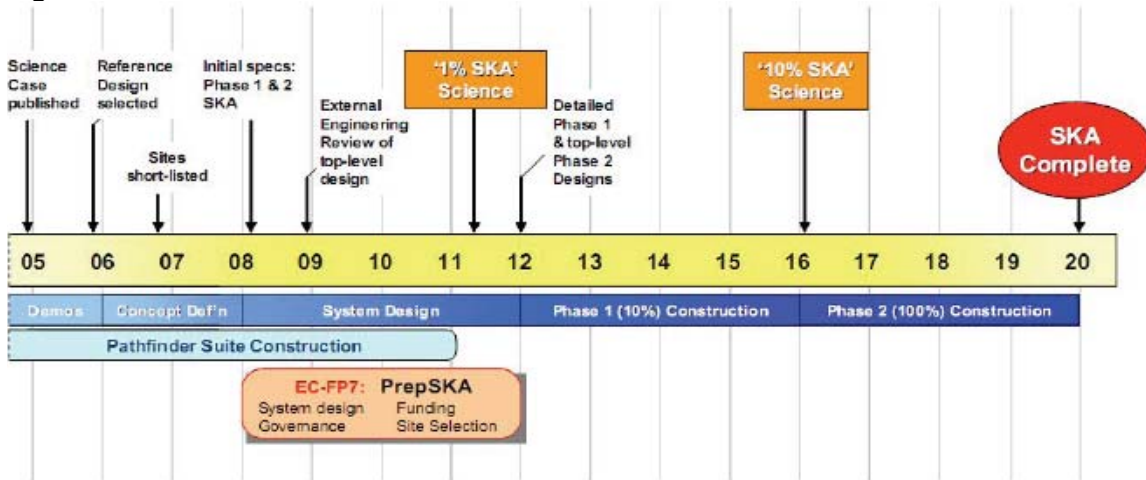 Science
Case
published
Reference
Design
selected
Initial specs:
Phase 1 & 2
SKA
Sites
short-listed
External
Engineering
Review of
top-level
design
'1% SKA'
Science
Detailed
Phase 1
& top-level
Phase 2
Designs
'10% SKA'
Science
SKA
Complete
05 06 07 08 09 10 11 12 13 14 15 16 17 18 19 20
Demos Concept Def'n System Design Phase 1 (10%) Construction Phase 2 (100%) Construction
Pathfinder Suite Construction
EC-FP7: PrepSKA
System design Funding
Governance Site Selection